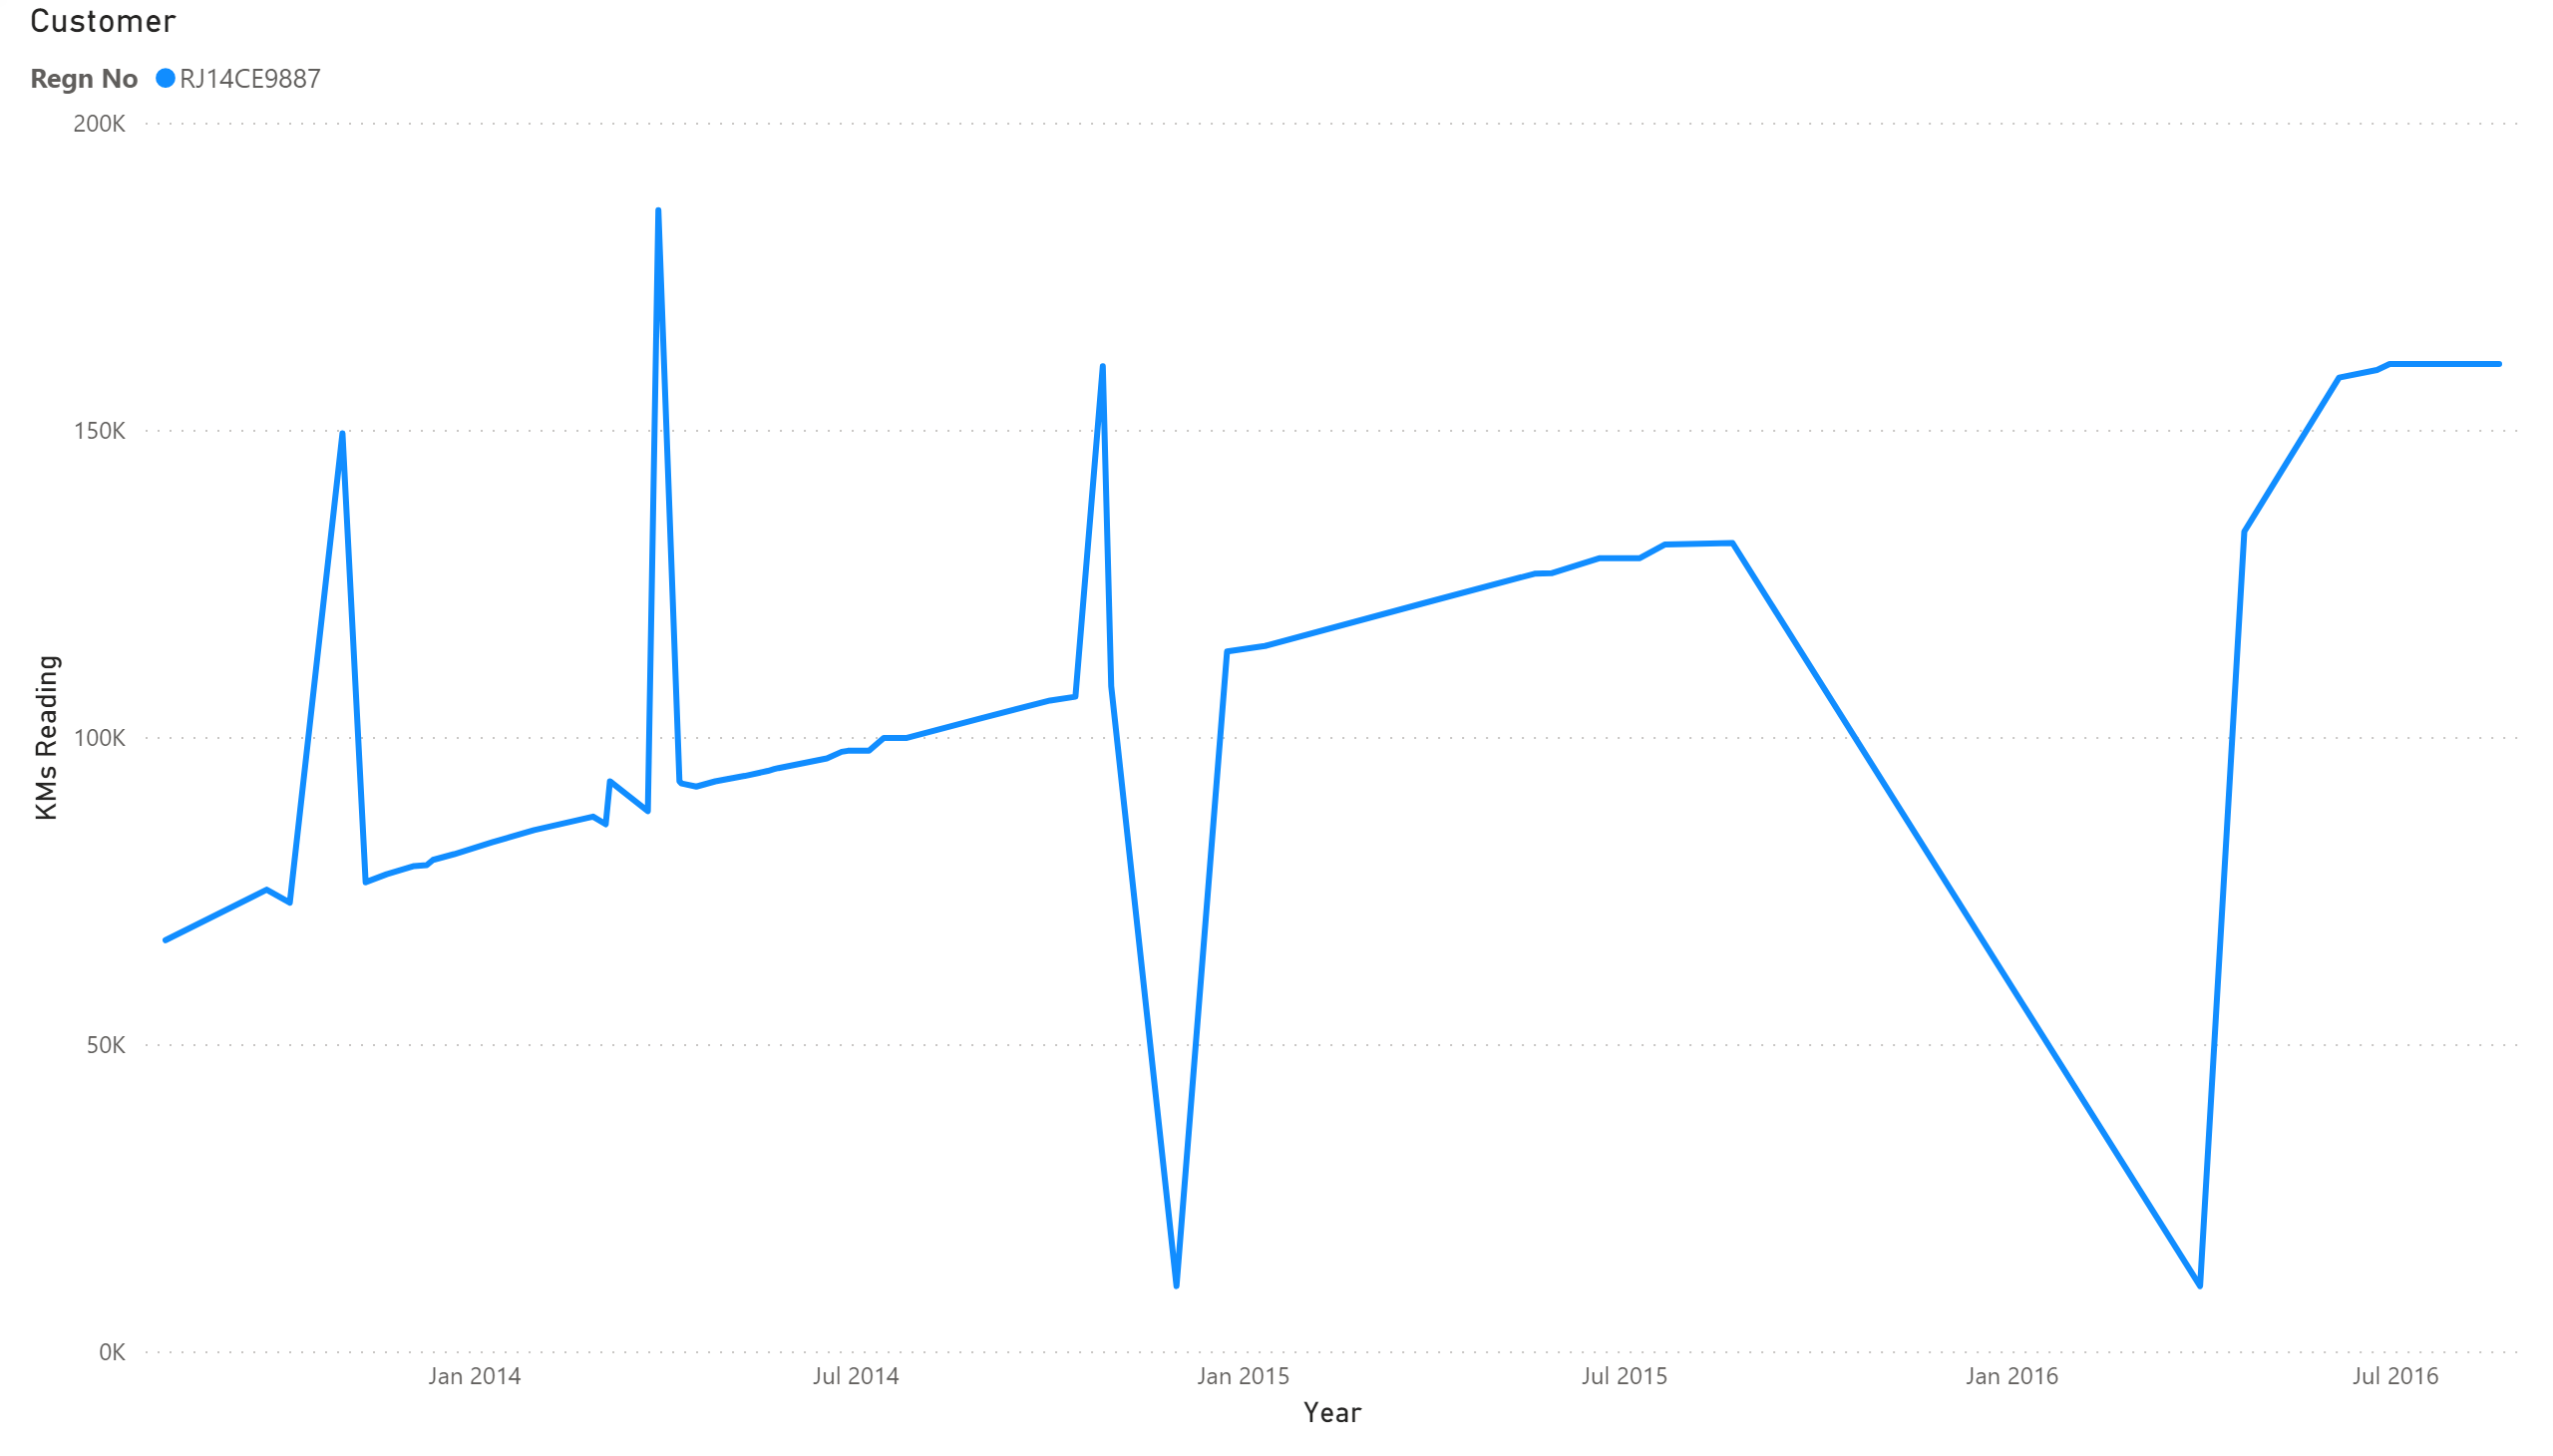 Customer
Regn No RJ14CE9887
200K
150K
100K
50K
0K
KMs Reading
Jan 2014 Jul 2014 Jan 2015 Jul 2015 Jan 2016 Jul 2016
Year